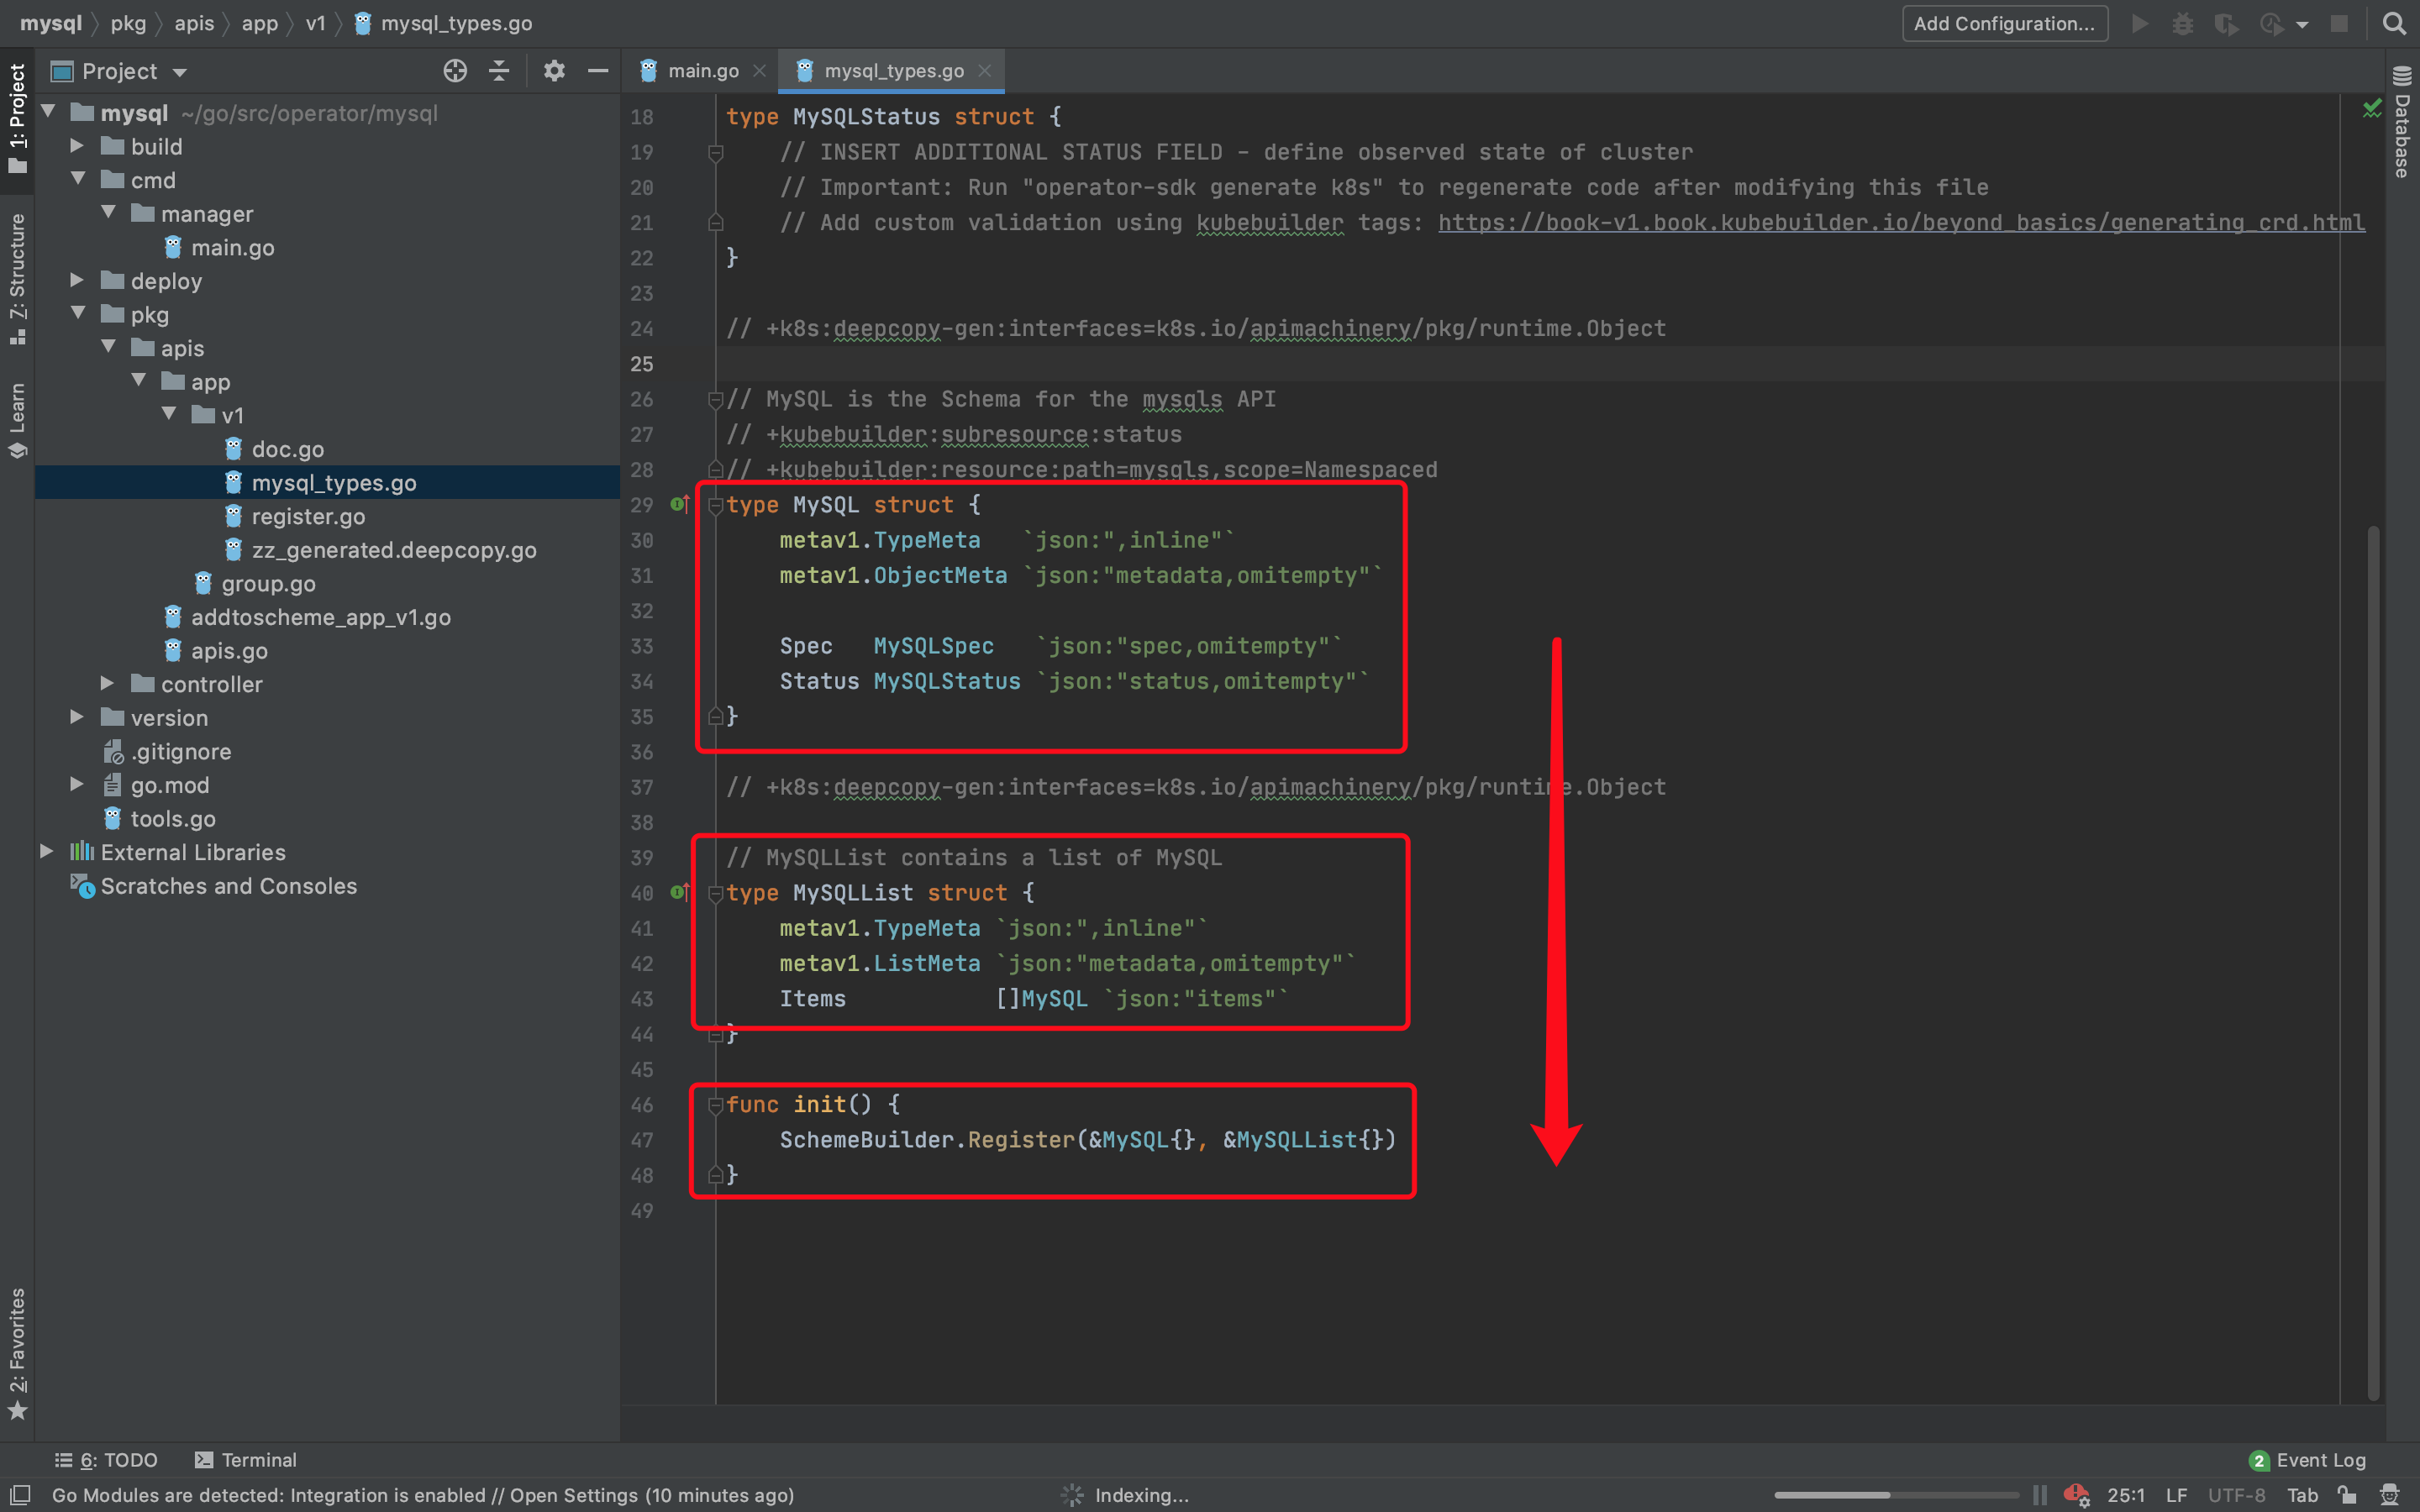 mysql pkg apis app v1 mysql_types.go
Add Configuration...
1: Project
7: Structure
Learn
2: Favorites
Project
mysql ~/go/src/operator/mysql
build
cmd
manager
main.go
deploy
pkg
apis
app
v1
doc.go
mysql_types.go
register.go
zz_generated.deepcopy.go
group.go
addtoscheme_app_v1.go
apis.go
controller
version
.gitignore
go.mod
tools.go
External Libraries
Scratches and Consoles
main.go mysql_types.go
18 type MySQLStatus struct {
19 // INSERT ADDITIONAL STATUS FIELD - define observed state of cluster
20 // Important: Run "operator-sdk generate k8s" to regenerate code after modifying this file
21 // Add custom validation using kubebuilder tags: https://book-v1.book.kubebuilder.io/beyond_basics/generating_crd.html
22 }
23
24 // +k8s:deepcopy-gen:interfaces=k8s.io/apimachinery/pkg/runtime.Object
25
26 // MySQL is the Schema for the mysqls API
27 // +kubebuilder:subresource:status
28 // +kubebuilder:resource:path=mysqls,scope=Namespaced
29 type MySQL struct {
30 metav1.TypeMeta `json:",inline"`
31 metav1.ObjectMeta `json:"metadata,omitempty"`
32
33 Spec MySQLSpec `json:"spec,omitempty"`
34 Status MySQLStatus `json:"status,omitempty"`
35 }
36
37 // +k8s:deepcopy-gen:interfaces=k8s.io/apimachinery/pkg/runtime.Object
38
39 // MySQLList contains a list of MySQL
40 type MySQLList struct {
41 metav1.TypeMeta `json:",inline"`
42 metav1.ListMeta `json:"metadata,omitempty"`
43 Items []MySQL `json:"items"`
44 }
45
46 func init() {
47 SchemeBuilder.Register(&MySQL{}, &MySQLList{})
48 }
49
Database
6: TODO Terminal
2 Event Log
Go Modules are detected: Integration is enabled // Open Settings (10 minutes ago)
Indexing...
25:1 LF UTF-8 Tab